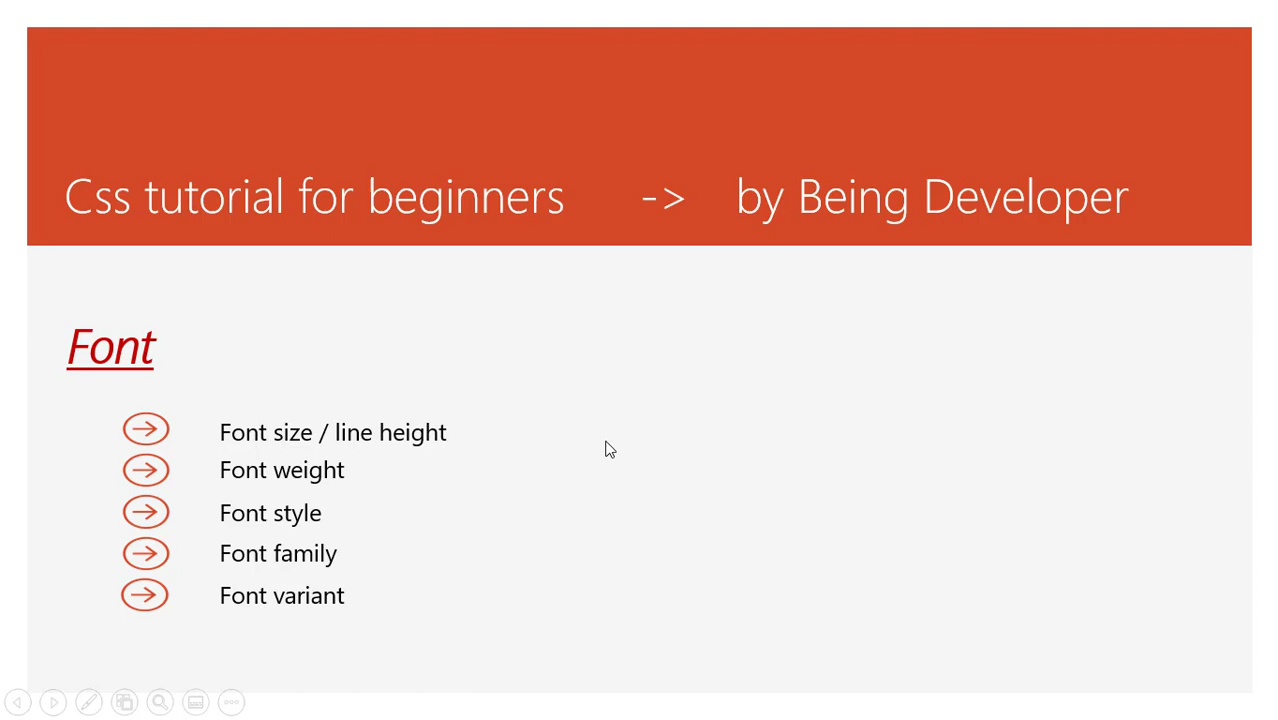 Css tutorial for beginners -> by Being Developer
Font
Font size / line height
Font weight
Font style
Font family
Font variant